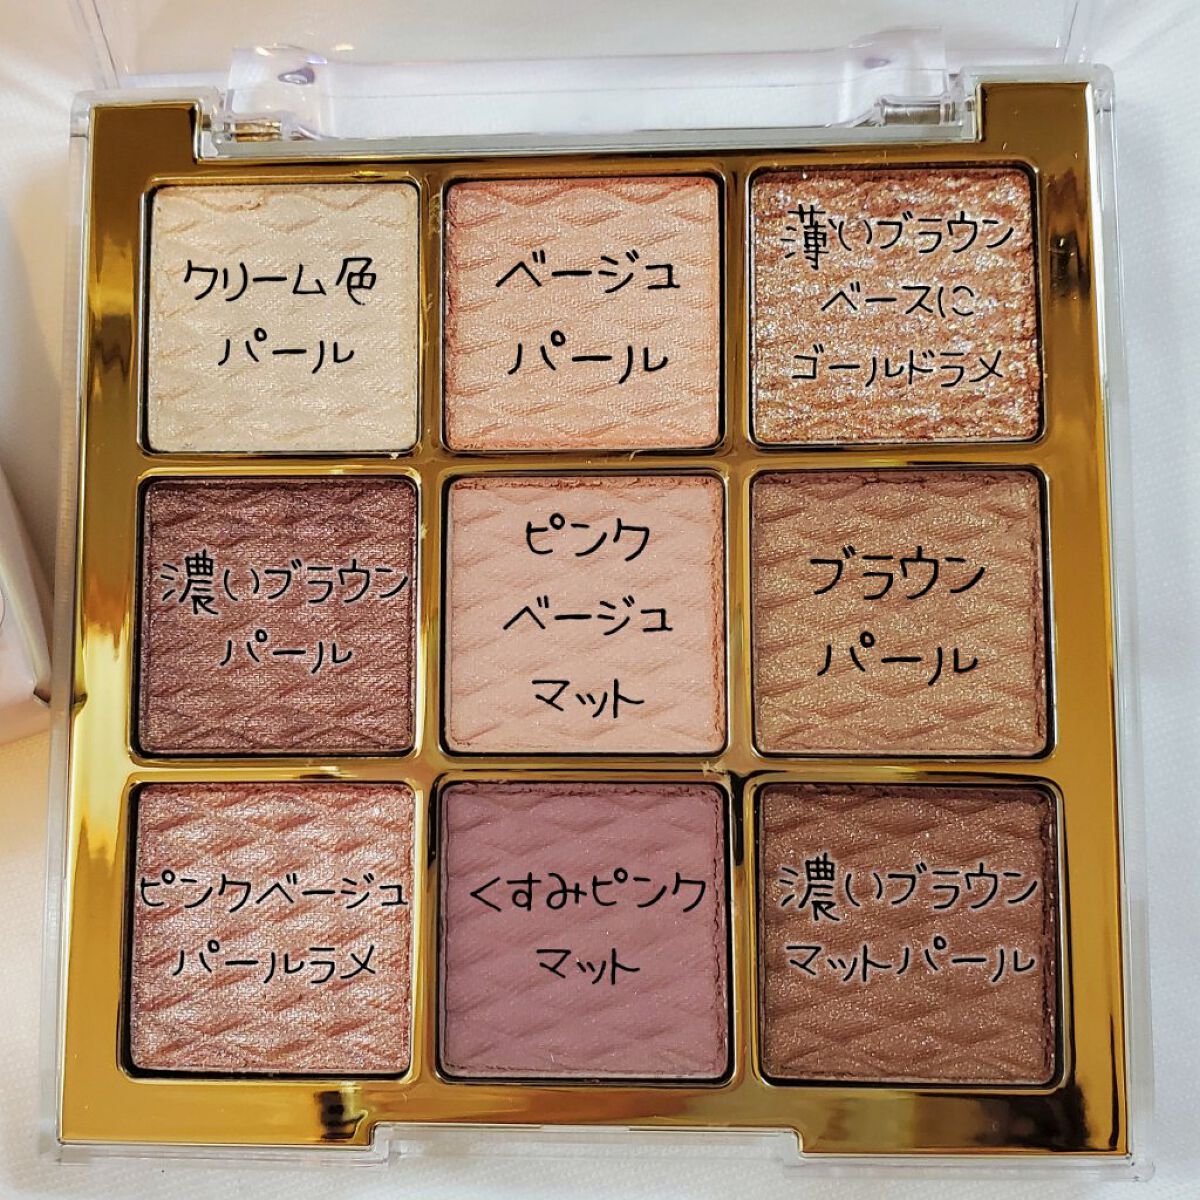 クリーム色
パール
ベージュ
パール
薄いブラウン
ベースに
ゴールドラメ
濃いブラウン
パール
ピンク
ベージュ
マット
ブラウン
パール
ピンクベージュ
パールラメ
くすみピンク
マット
濃いブラウン
マットパール